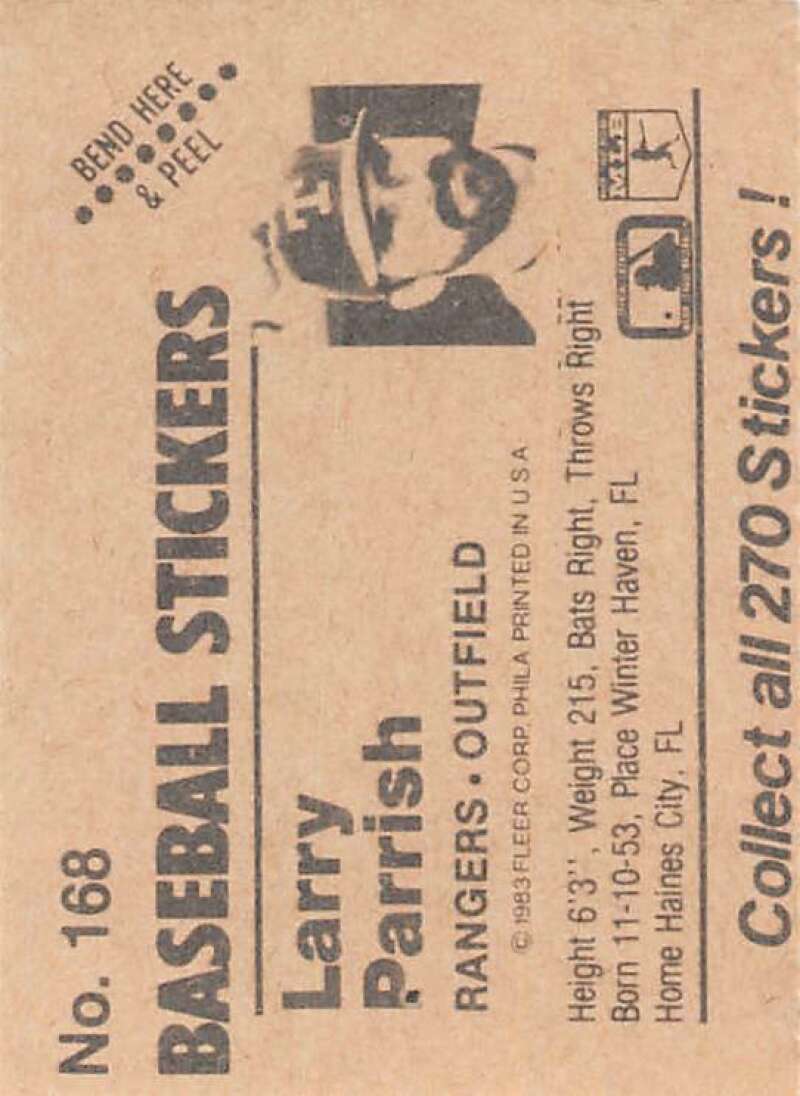 No. 168
BEND HERE
& PEEL
BASEBALL STICKERS
Larry
Parrish
RANGERS • OUTFIELD
© 1983 FLEER CORP. PHILA PRINTED IN U S A
Height 6'3'', Weight 215, Bats Right, Throws Right
Born 11-10-53, Place Winter Haven, FL
Home Haines City, FL
Collect all 270 Stickers!
T